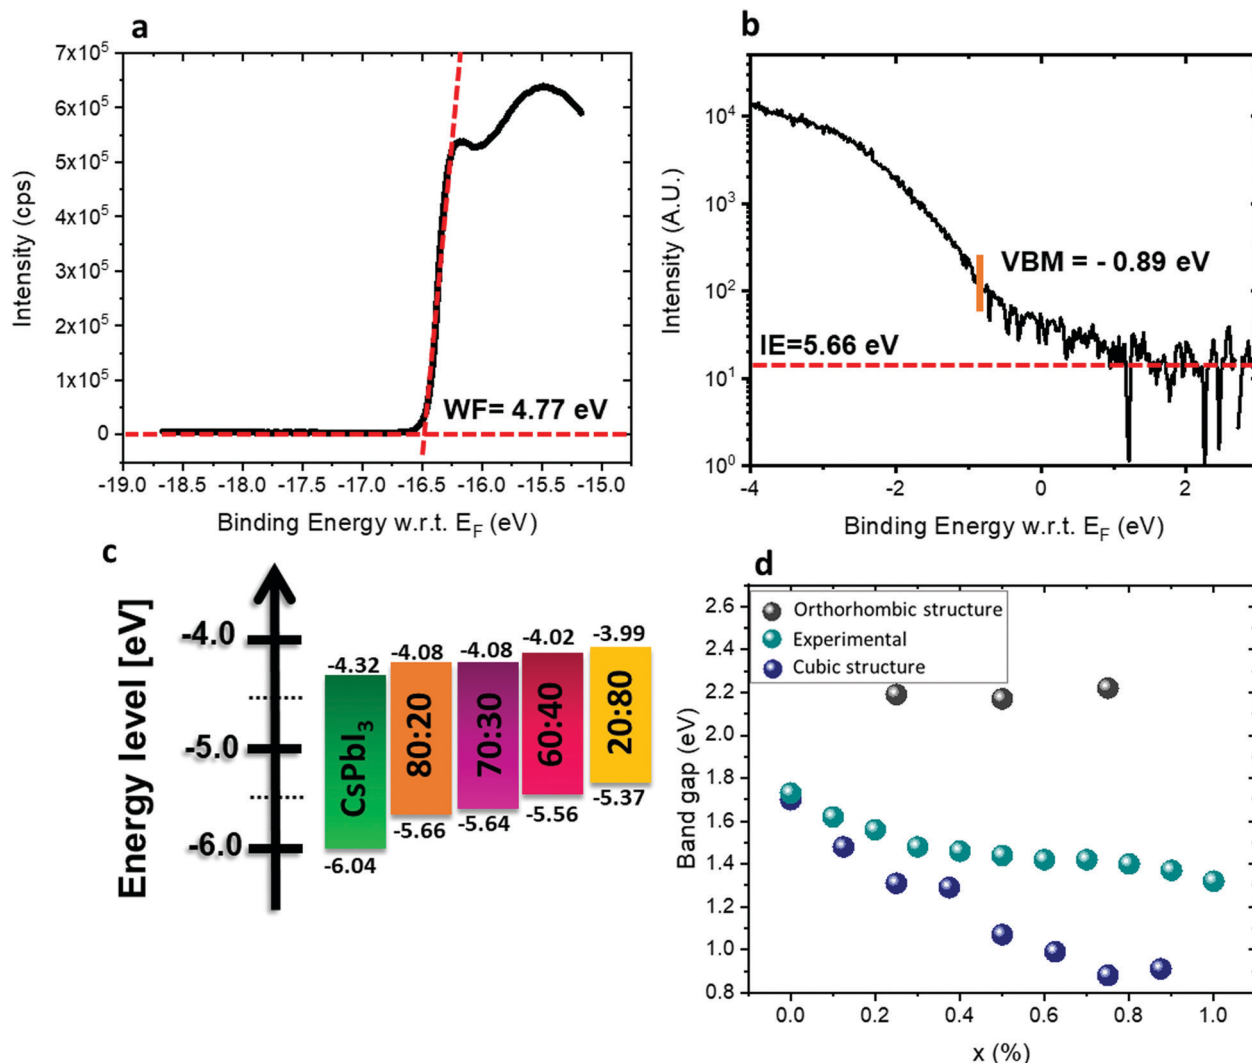 a
7x10⁵
6x10⁵
5x10⁵
4x10⁵
3x10⁵
2x10⁵
1x10⁵
0
Intensity (cps)
WF= 4.77 eV
-19.0 -18.5 -18.0 -17.5 -17.0 -16.5 -16.0 -15.5 -15.0
Binding Energy w.r.t. E_F (eV)
b
10⁴
10³
10²
10¹
10⁰
Intensity (A.U.)
VBM = - 0.89 eV
IE=5.66 eV
-4 -2 0 2
Binding Energy w.r.t. E_F (eV)
c
Energy level [eV]
-4.0
-5.0
-6.0
-4.32 -4.08 -4.08 -4.02 -3.99
CsPbI₃ 80:20 70:30 60:40 20:80
-6.04 -5.66 -5.64 -5.56 -5.37
d
2.6
2.4
2.2
2.0
1.8
1.6
1.4
1.2
1.0
0.8
Band gap (eV)
Orthorhombic structure
Experimental
Cubic structure
0.0 0.2 0.4 0.6 0.8 1.0
x (%)